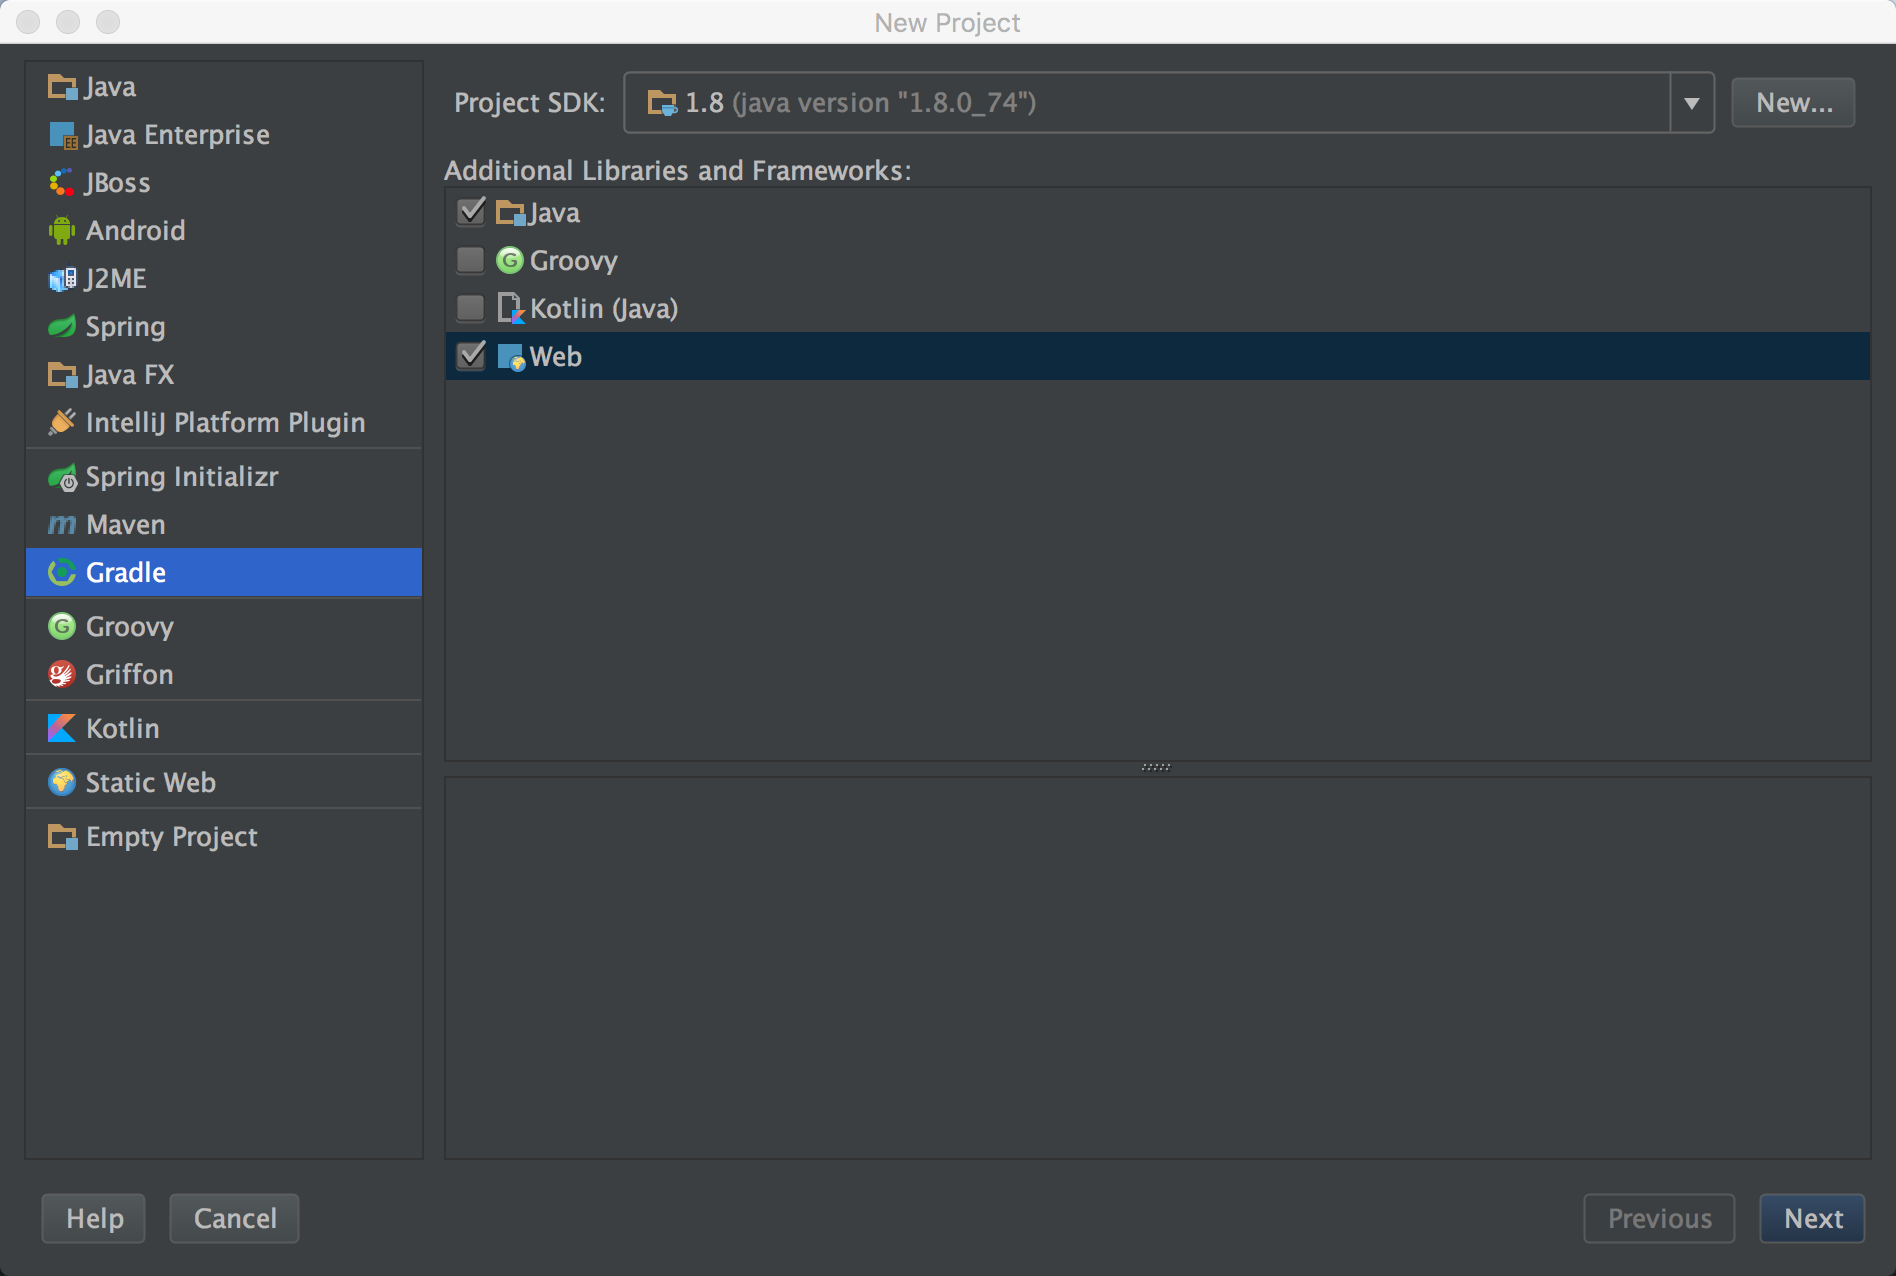 New Project
Java
Java Enterprise
JBoss
Android
J2ME
Spring
Java FX
IntelliJ Platform Plugin
Spring Initializr
m Maven
Gradle
G Groovy
g Griffon
Kotlin
Static Web
Empty Project
Project SDK: 1.8 (java version "1.8.0_74") New...
Additional Libraries and Frameworks:
Java
G Groovy
Kotlin (Java)
Web
Help Cancel Previous Next